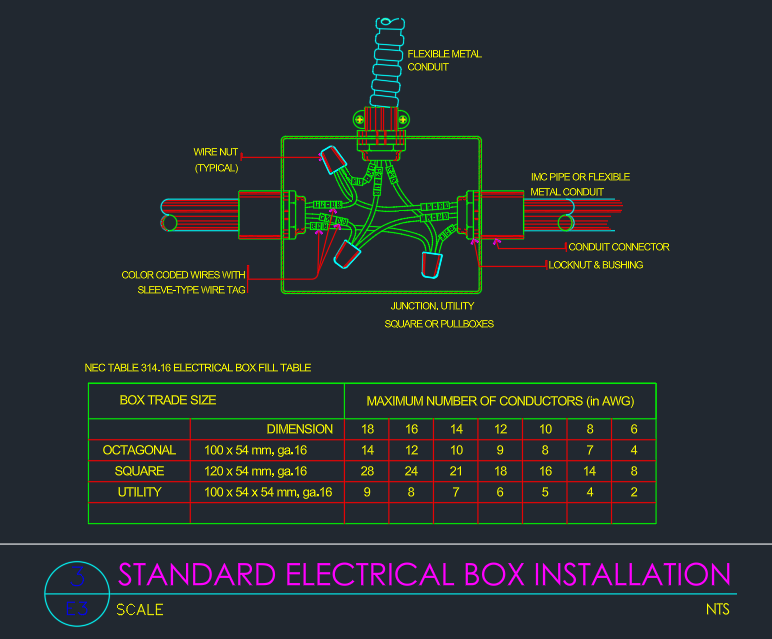 FLEXIBLE METAL
CONDUIT
WIRE NUT
(TYPICAL)
IMC PIPE OR FLEXIBLE
METAL CONDUIT
CONDUIT CONNECTOR
LOCKNUT & BUSHING
COLOR CODED WIRES WITH
SLEEVE-TYPE WIRE TAG
JUNCTION, UTILITY
SQUARE OR PULLBOXES
NEC TABLE 314.16 ELECTRICAL BOX FILL TABLE
BOX TRADE SIZE MAXIMUM NUMBER OF CONDUCTORS (in AWG)
DIMENSION 18 16 14 12 10 8 6
OCTAGONAL 100 x 54 mm, ga.16 14 12 10 9 8 7 4
SQUARE 120 x 54 mm, ga.16 28 24 21 18 16 14 8
UTILITY 100 x 54 x 54 mm, ga.16 9 8 7 6 5 4 2
3 STANDARD ELECTRICAL BOX INSTALLATION
E3 SCALE NTS